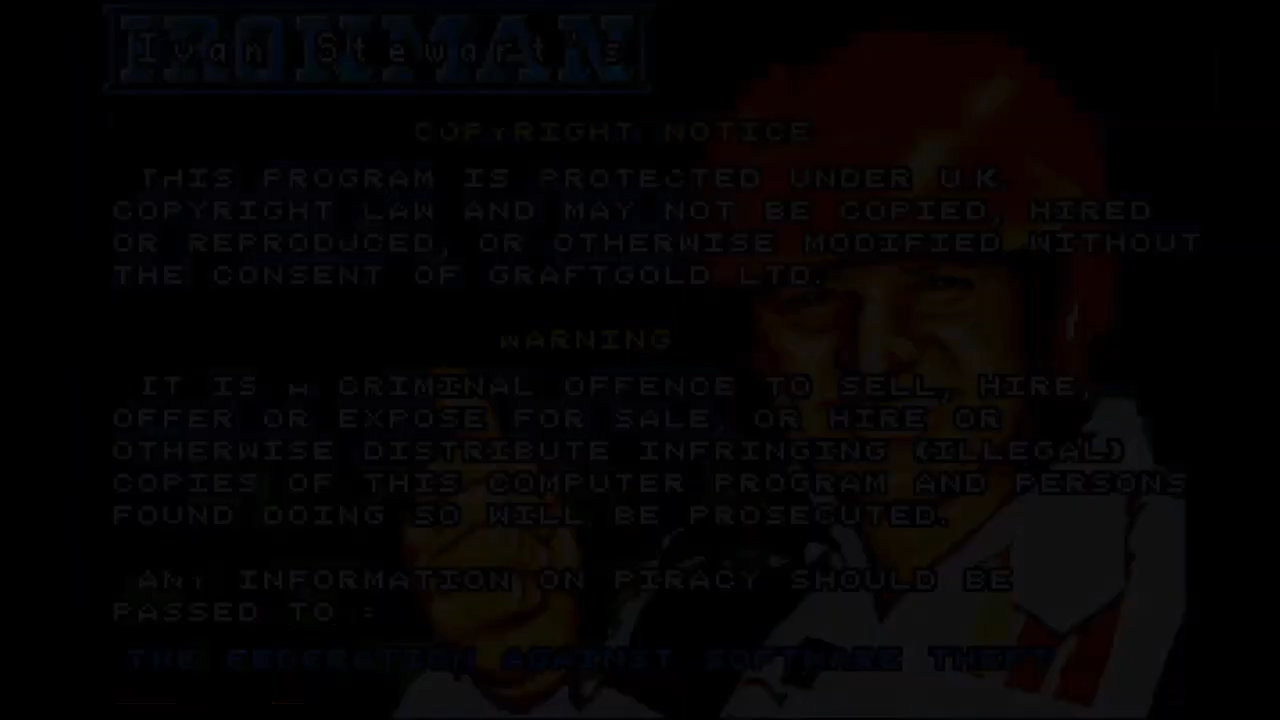 IRONMAN
Ivan Stewart's
COPYRIGHT NOTICE
THIS PROGRAM IS PROTECTED UNDER U.K
COPYRIGHT LAW AND MAY NOT BE COPIED, HIRED
OR REPRODUCED, OR OTHERWISE MODIFIED WITHOUT
THE CONSENT OF GRAFTGOLD LTD.
WARNING
IT IS A CRIMINAL OFFENCE TO SELL, HIRE,
OFFER OR EXPOSE FOR SALE, OR HIRE OR
OTHERWISE DISTRIBUTE INFRINGING (ILLEGAL)
COPIES OF THIS COMPUTER PROGRAM AND PERSONS
FOUND DOING SO WILL BE PROSECUTED.
ANY INFORMATION ON PIRACY SHOULD BE
PASSED TO :
THE FEDERATION AGAINST SOFTWARE THEFT